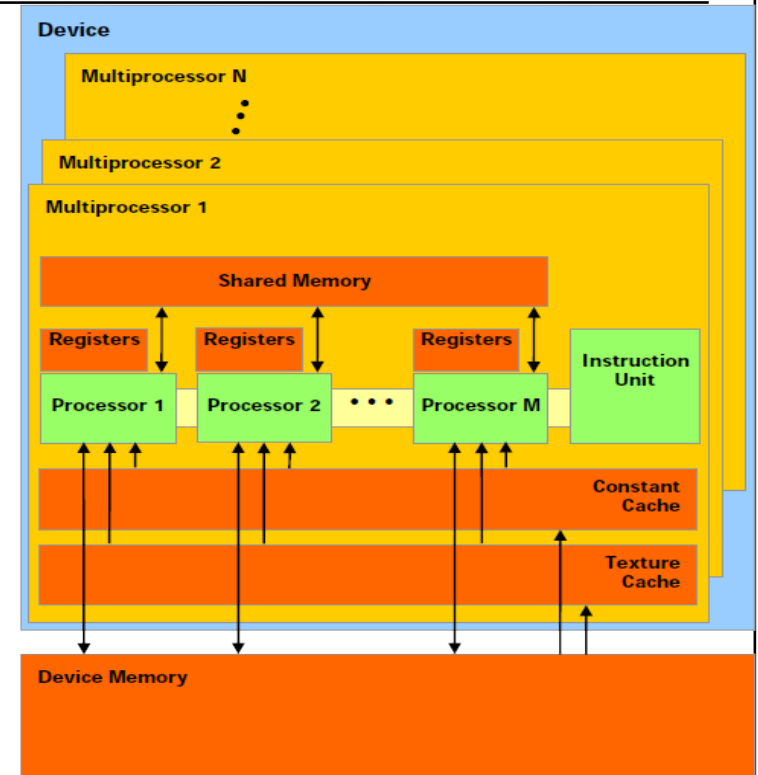 Device
Multiprocessor N
Multiprocessor 2
Multiprocessor 1
Shared Memory
Registers
Registers
Registers
Instruction
Unit
Processor 1
Processor 2
Processor M
Constant
Cache
Texture
Cache
Device Memory